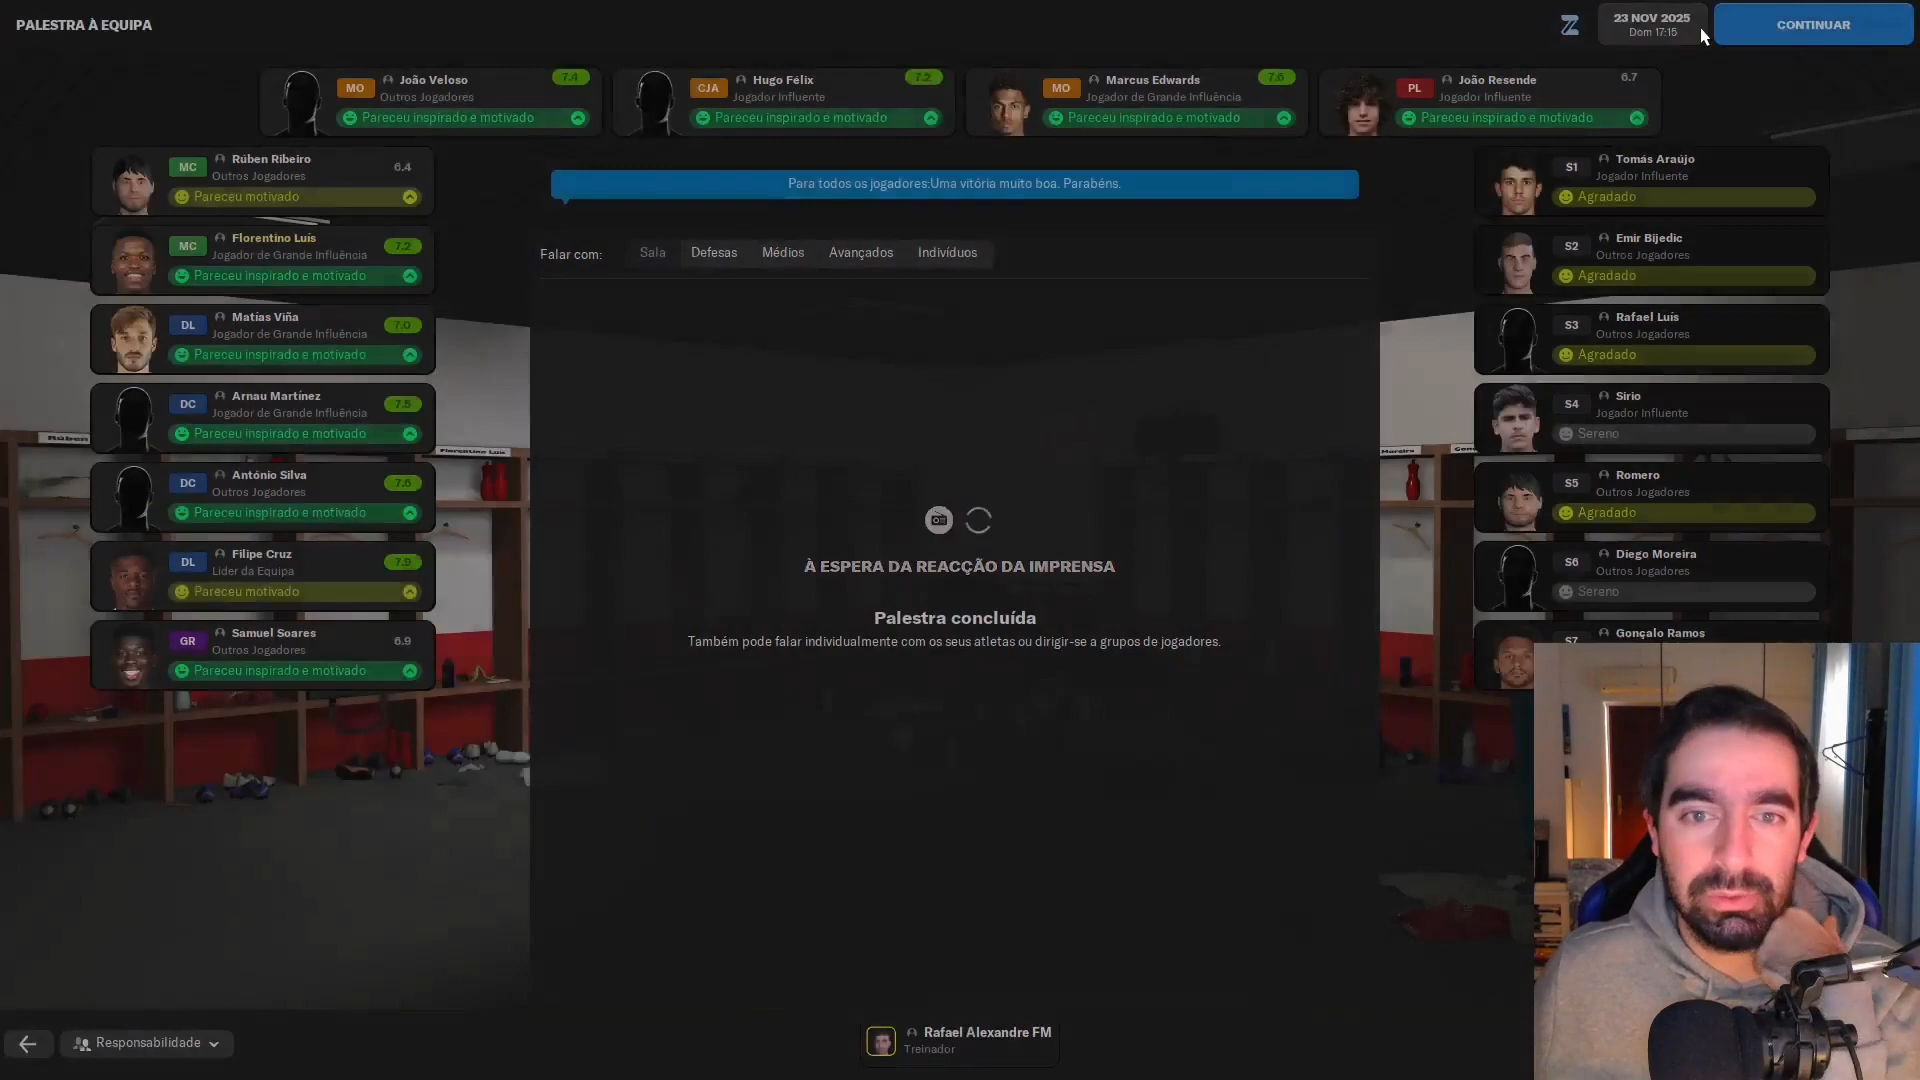 PALESTRA À EQUIPA
23 NOV 2025
Dom 17:15
CONTINUAR
MO
João Veloso
7.4
Outros Jogadores
Pareceu inspirado e motivado
CJA
Hugo Félix
7.2
Jogador Influente
Pareceu inspirado e motivado
MO
Marcus Edwards
7.6
Jogador de Grande Influência
Pareceu inspirado e motivado
PL
João Resende
6.7
Jogador Influente
Pareceu inspirado e motivado
MC
Rúben Ribeiro
6.4
Outros Jogadores
Pareceu motivado
MC
Florentino Luís
7.2
Jogador de Grande Influência
Pareceu inspirado e motivado
DL
Matías Viña
7.0
Jogador de Grande Influência
Pareceu inspirado e motivado
DC
Arnau Martínez
7.5
Jogador de Grande Influência
Pareceu inspirado e motivado
DC
António Silva
7.6
Outros Jogadores
Pareceu inspirado e motivado
DL
Filipe Cruz
7.9
Líder da Equipa
Pareceu motivado
GR
Samuel Soares
6.9
Outros Jogadores
Pareceu inspirado e motivado
Para todos os jogadores:Uma vitória muito boa. Parabéns.
Falar com:
Sala
Defesas
Médios
Avançados
Indivíduos
À ESPERA DA REACÇÃO DA IMPRENSA
Palestra concluída
Também pode falar individualmente com os seus atletas ou dirigir-se a grupos de jogadores.
S1
Tomás Araújo
Jogador Influente
Agradado
S2
Emir Bijedic
Outros Jogadores
Agradado
S3
Rafael Luís
Outros Jogadores
Agradado
S4
Sirio
Jogador Influente
Sereno
S5
Romero
Outros Jogadores
Agradado
S6
Diego Moreira
Outros Jogadores
Sereno
S7
Gonçalo Ramos
Rúben
Florentino Luís
Moreira
Responsabilidade
Rafael Alexandre FM
Treinador